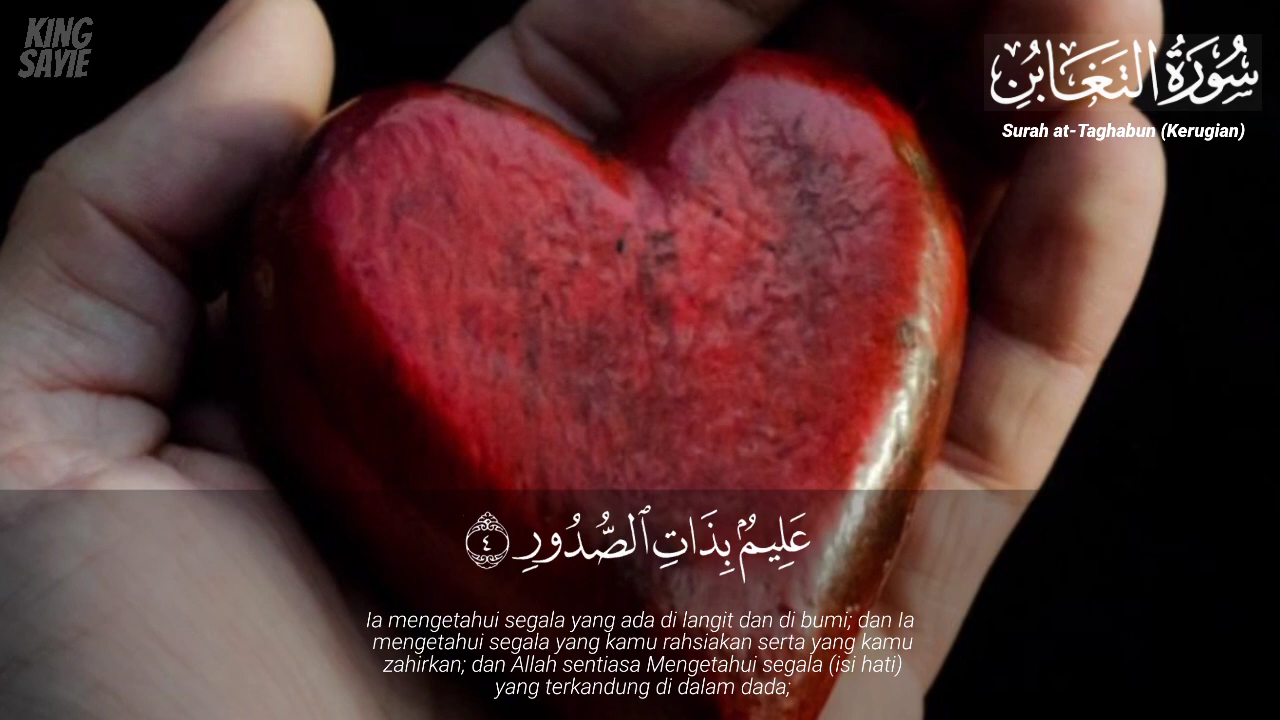 KING
SAYIE
سُورَةُ التَّغَابُن
Surah at-Taghabun (Kerugian)
عَلِيمٌۢ بِذَاتِ ٱلصُّدُورِ ٤
Ia mengetahui segala yang ada di langit dan di bumi; dan Ia
mengetahui segala yang kamu rahsiakan serta yang kamu
zahirkan; dan Allah sentiasa Mengetahui segala (isi hati)
yang terkandung di dalam dada;